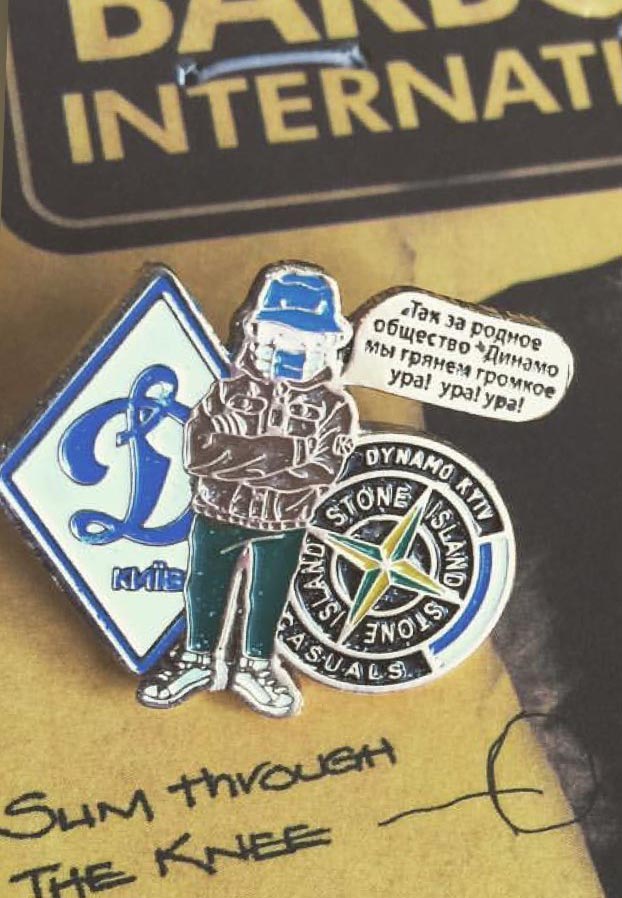 INTERNATI
„Так за родное
общество "Динамо
мы грянем громкое
ура! ура! ура!
Д
КИЇВ
DYNAMO KYIV
STONE ISLAND
STONE ISLAND
CASUALS
SLIM THROUGH
THE KNEE